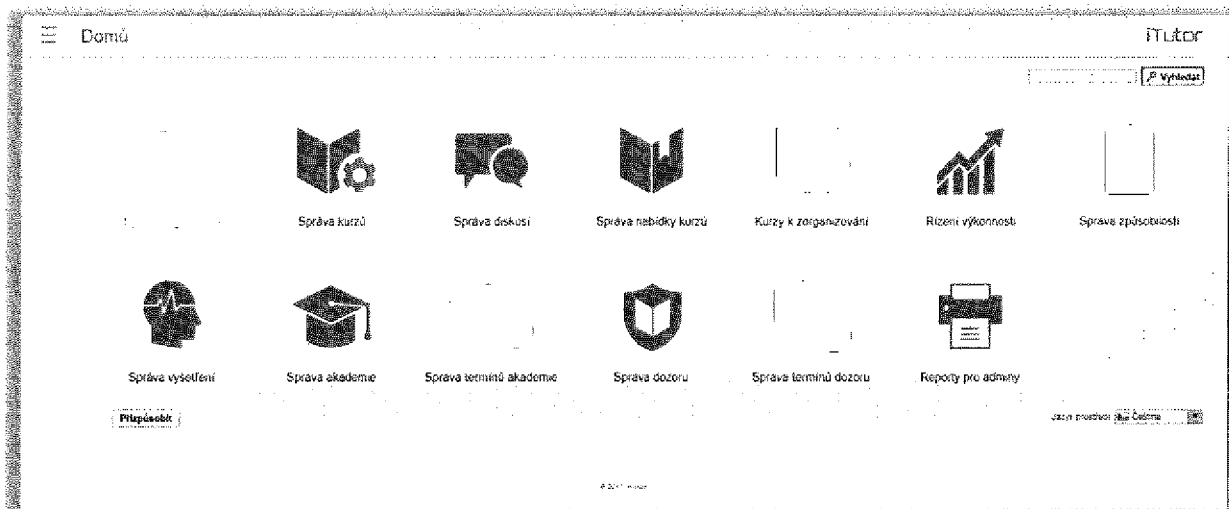 Domů
iTutor
Vyhledat
Správa kurzů
Správa diskusí
Správa nabídky kurzů
Kurzy k zorganizování
Řízení výkonnosti
Správa způsobilostí
Správa vyšetření
Správa akademie
Správa termínů akademie
Správa dozoru
Správa termínů dozoru
Reporty pro adminy
Přizpůsobit
Jazyk prostředí Čeština